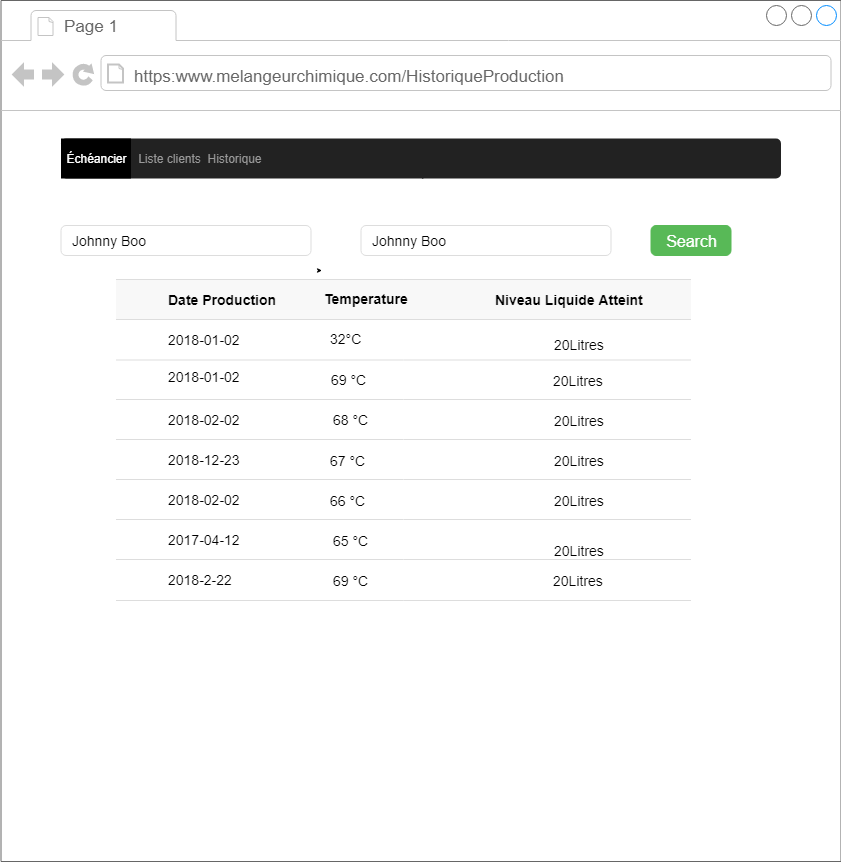 Page 1
https:www.melangeurchimique.com/HistoriqueProduction
Échéancier Liste clients Historique
Johnny Boo Johnny Boo Search
Date Production Temperature Niveau Liquide Atteint
2018-01-02 32°C 20Litres
2018-01-02 69 °C 20Litres
2018-02-02 68 °C 20Litres
2018-12-23 67 °C 20Litres
2018-02-02 66 °C 20Litres
2017-04-12 65 °C 20Litres
2018-2-22 69 °C 20Litres